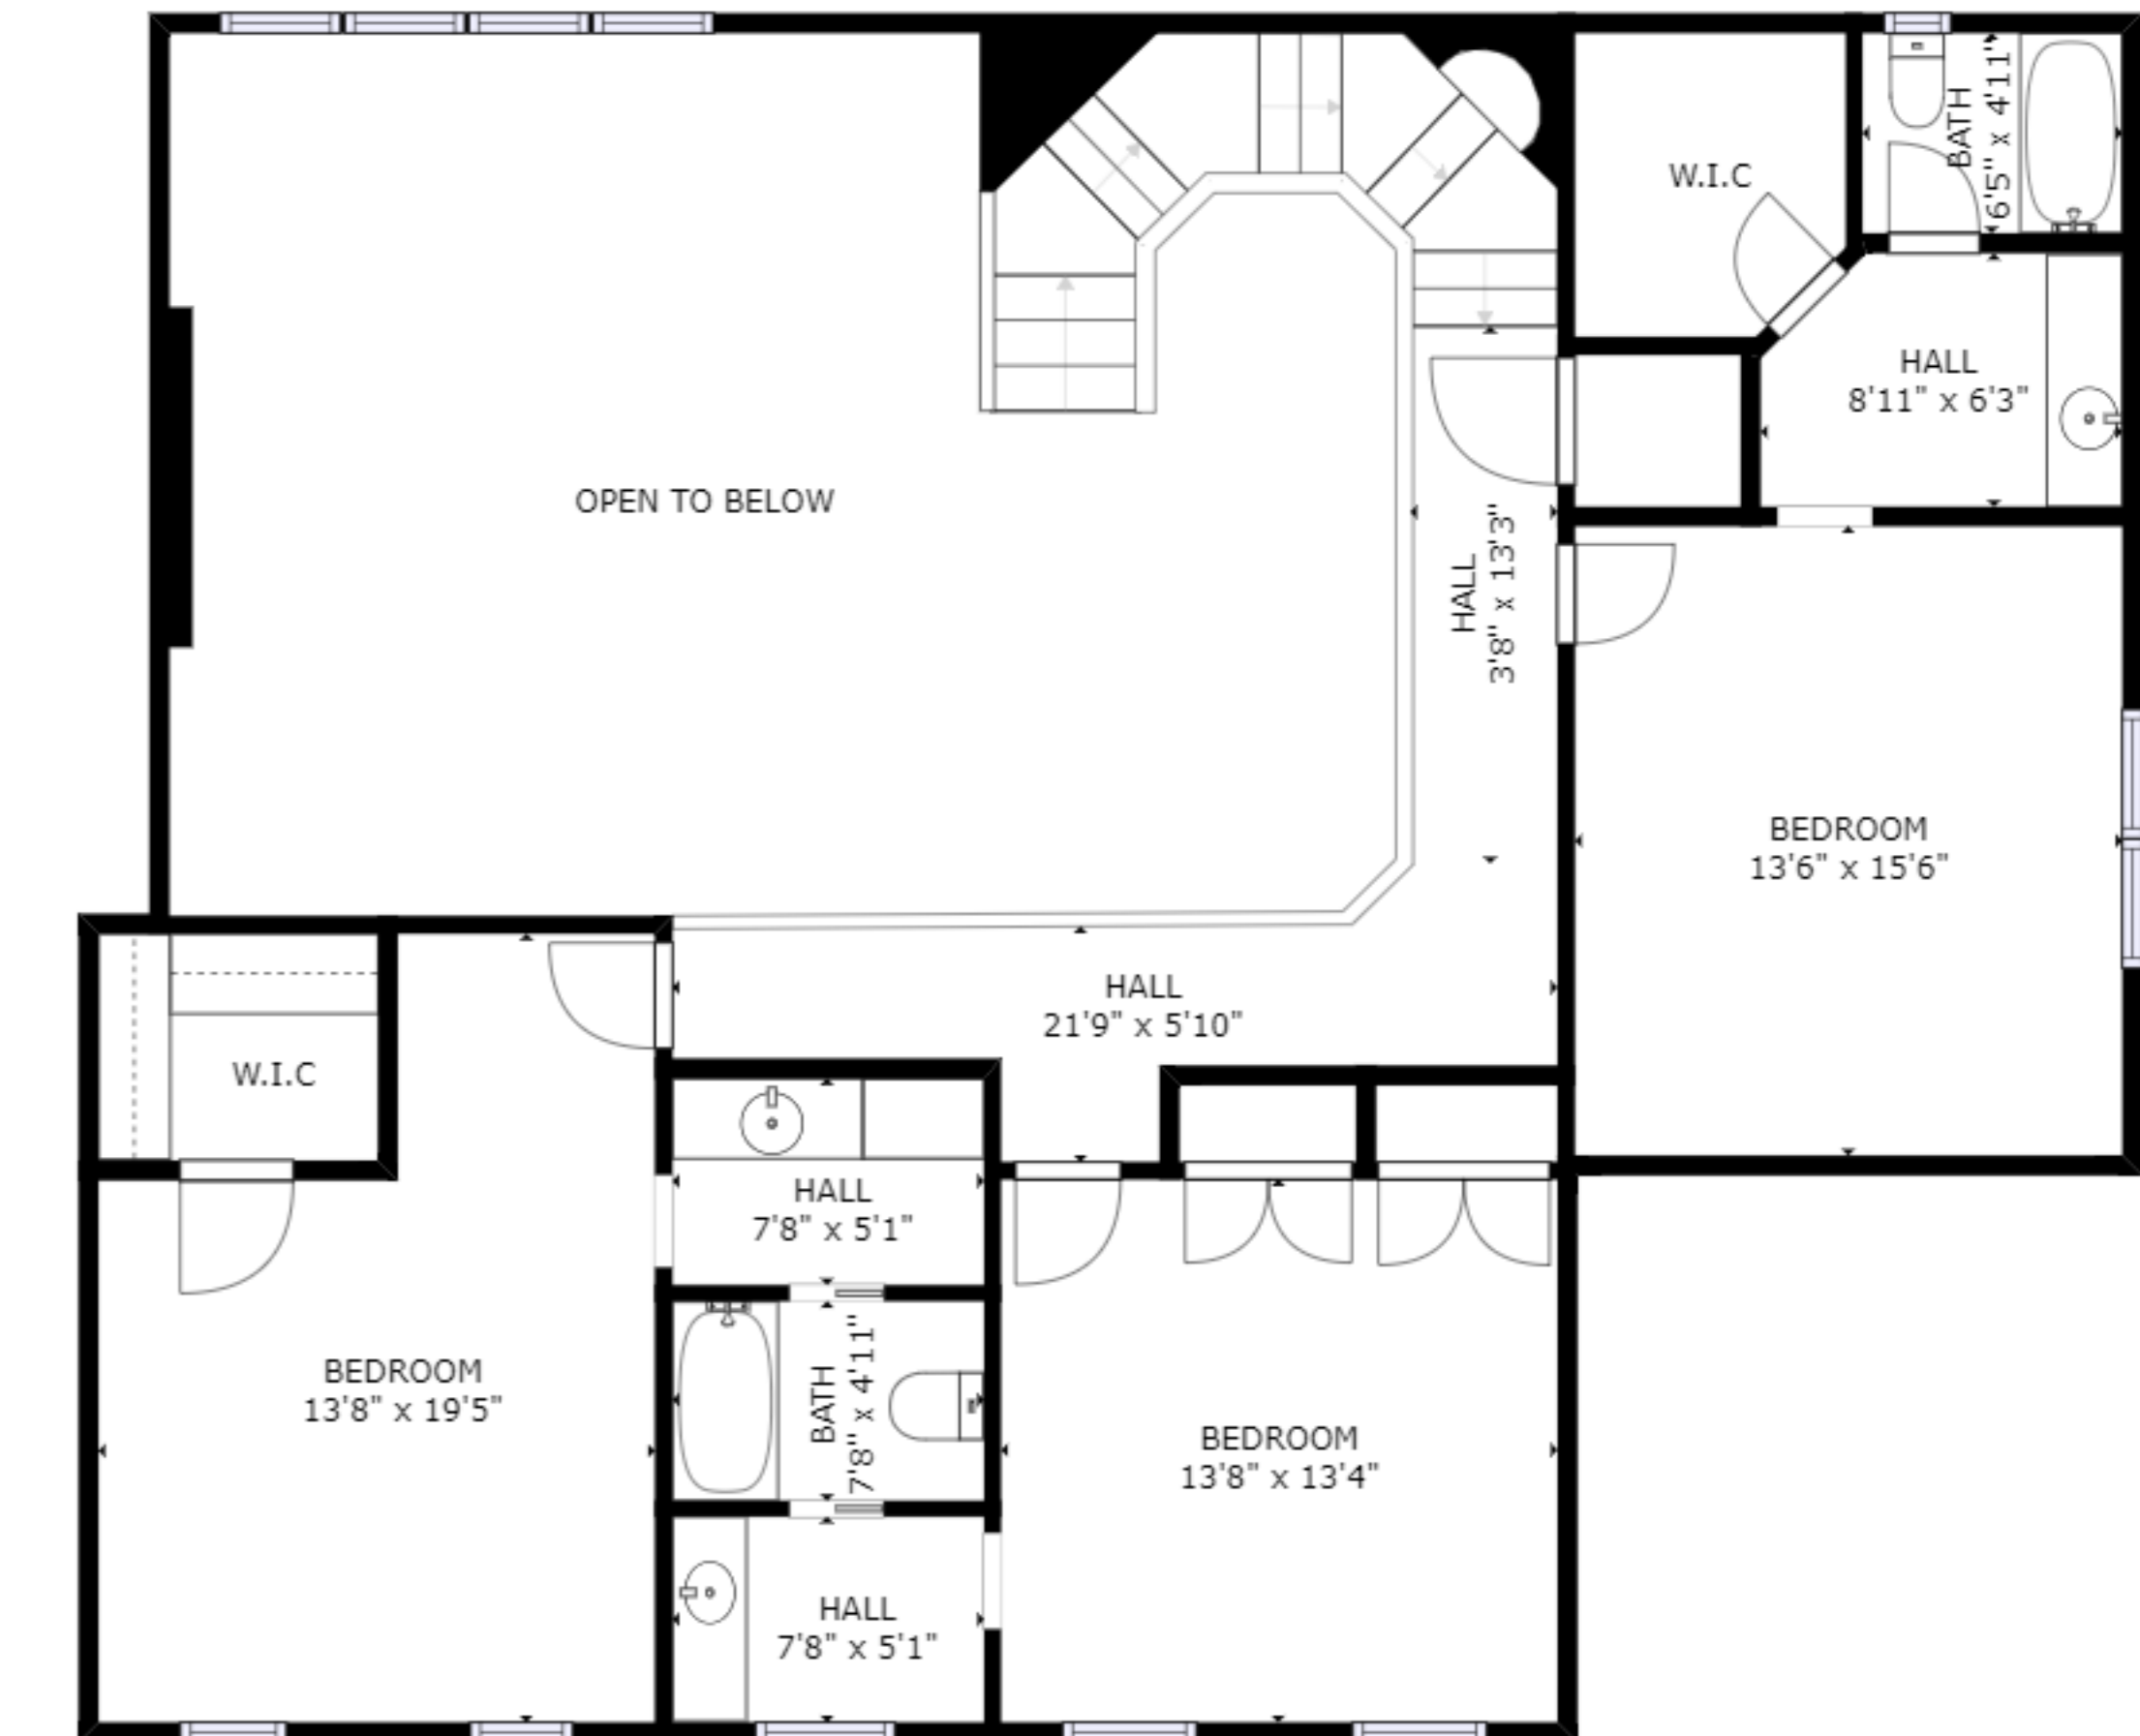 W.I.C
BATH
6'5" x 4'11"
HALL
8'11" x 6'3"
OPEN TO BELOW
HALL
3'8" x 13'3"
BEDROOM
13'6" x 15'6"
HALL
21'9" x 5'10"
W.I.C
HALL
7'8" x 5'1"
BEDROOM
13'8" x 19'5"
BATH
7'8" x 4'11"
BEDROOM
13'8" x 13'4"
HALL
7'8" x 5'1"